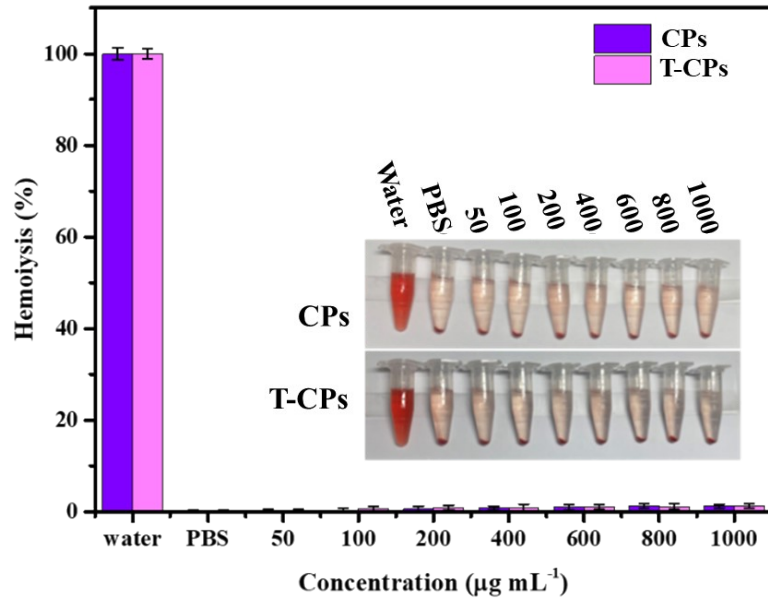 CPs
T-CPs
Hemoiysis (%)
100
80
60
40
20
0
Water PBS 50 100 200 400 600 800 1000
CPs
T-CPs
water PBS 50 100 200 400 600 800 1000
Concentration (μg mL⁻¹)